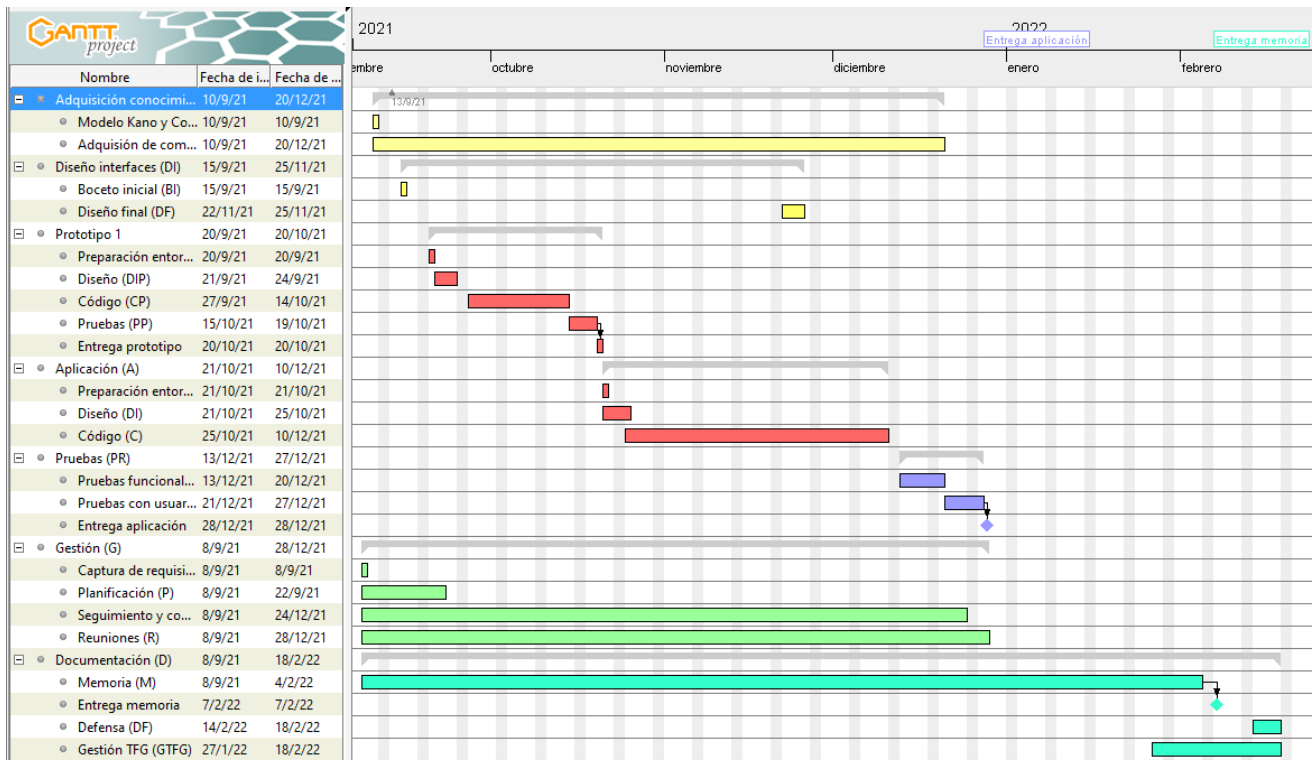 GANTT
project
2021
2022
Entrega aplicación
Entrega memoria
Nombre Fecha de i... Fecha de ...
embre octubre noviembre diciembre enero febrero
Adquisición conocimi... 10/9/21 20/12/21
13/9/21
Modelo Kano y Co... 10/9/21 10/9/21
Adquisión de com... 10/9/21 20/12/21
Diseño interfaces (DI) 15/9/21 25/11/21
Boceto inicial (BI) 15/9/21 15/9/21
Diseño final (DF) 22/11/21 25/11/21
Prototipo 1 20/9/21 20/10/21
Preparación entor... 20/9/21 20/9/21
Diseño (DIP) 21/9/21 24/9/21
Código (CP) 27/9/21 14/10/21
Pruebas (PP) 15/10/21 19/10/21
Entrega prototipo 20/10/21 20/10/21
Aplicación (A) 21/10/21 10/12/21
Preparación entor... 21/10/21 21/10/21
Diseño (DI) 21/10/21 25/10/21
Código (C) 25/10/21 10/12/21
Pruebas (PR) 13/12/21 27/12/21
Pruebas funcional... 13/12/21 20/12/21
Pruebas con usuar... 21/12/21 27/12/21
Entrega aplicación 28/12/21 28/12/21
Gestión (G) 8/9/21 28/12/21
Captura de requisi... 8/9/21 8/9/21
Planificación (P) 8/9/21 22/9/21
Seguimiento y co... 8/9/21 24/12/21
Reuniones (R) 8/9/21 28/12/21
Documentación (D) 8/9/21 18/2/22
Memoria (M) 8/9/21 4/2/22
Entrega memoria 7/2/22 7/2/22
Defensa (DF) 14/2/22 18/2/22
Gestión TFG (GTFG) 27/1/22 18/2/22